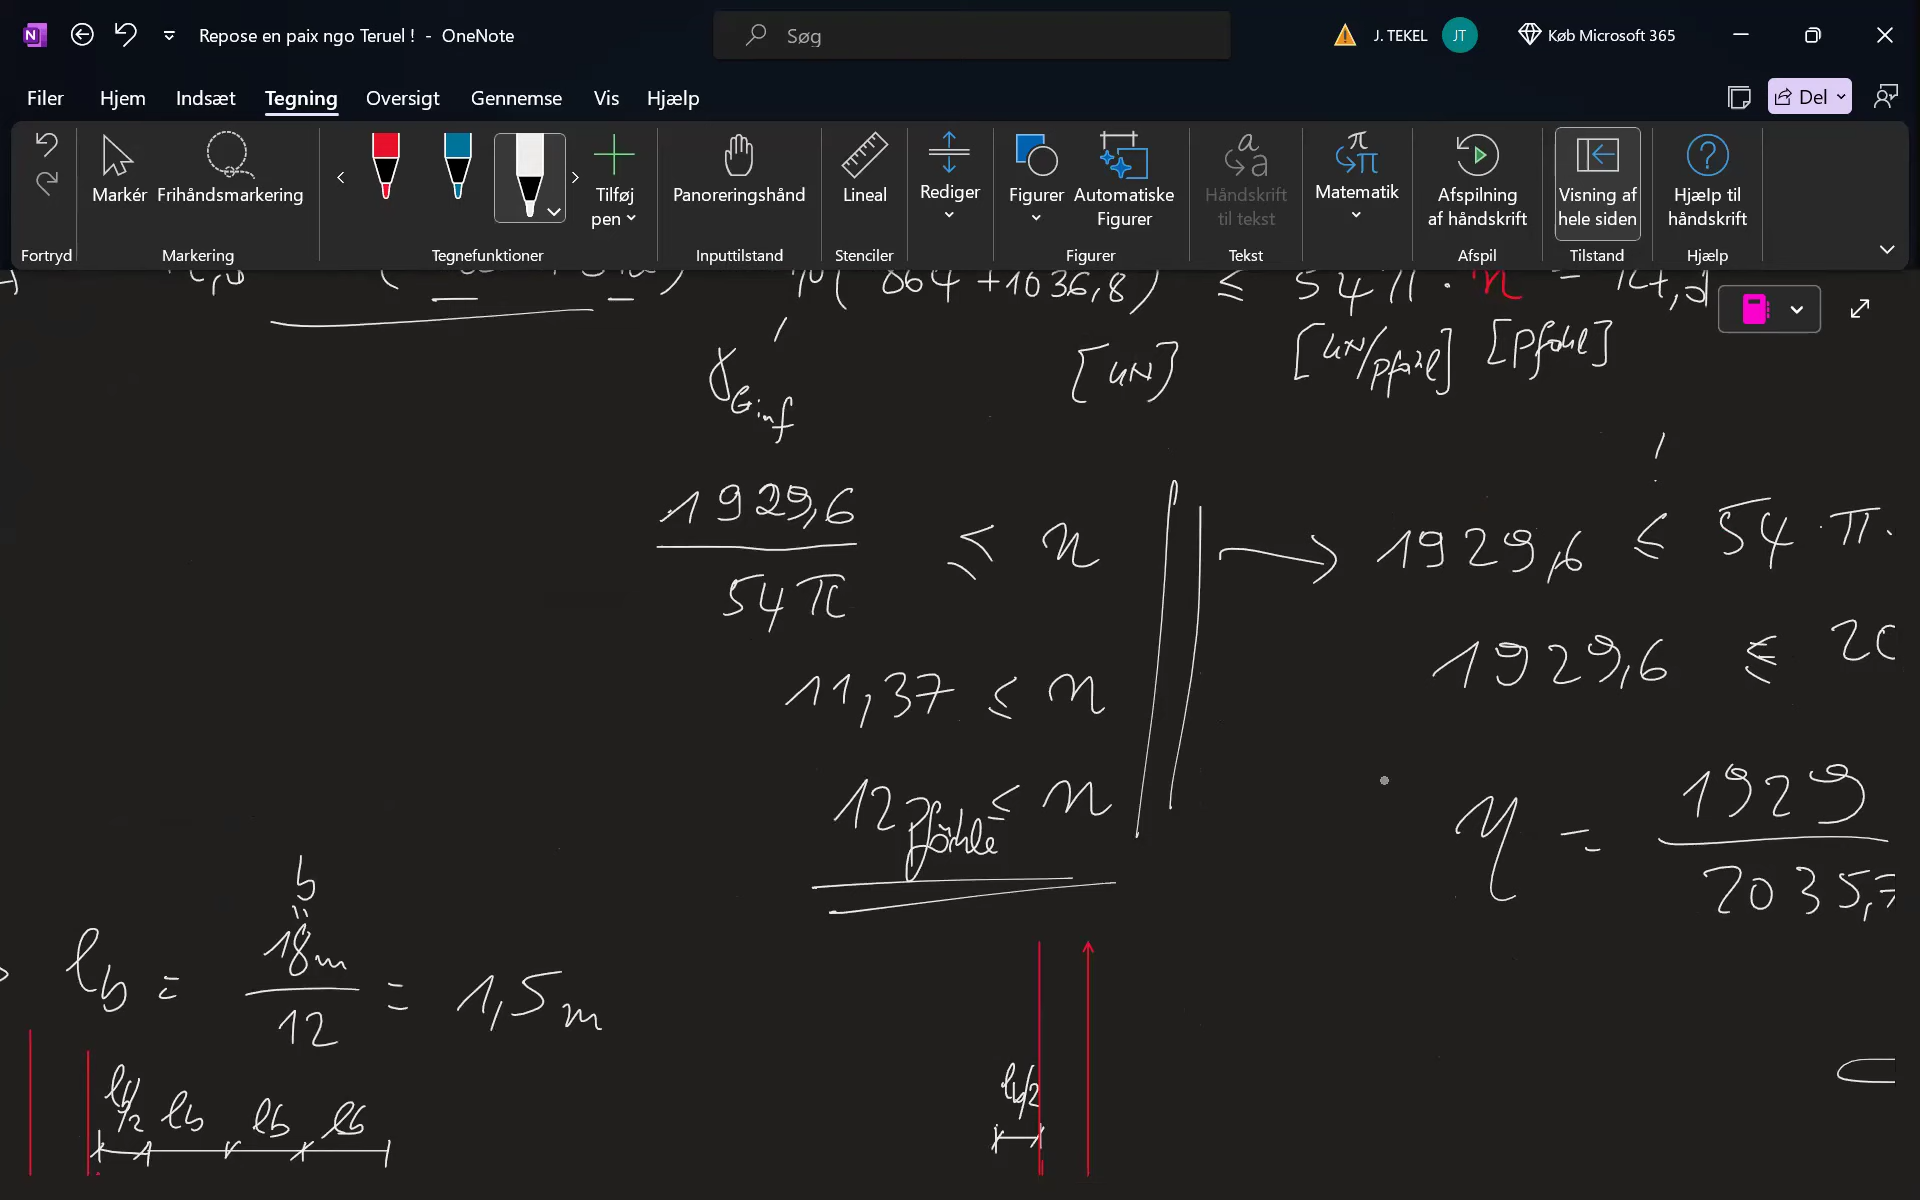 Repose en paix ngo Teruel ! - OneNote
Søg
J. TEKEL
JT
Køb Microsoft 365
Filer Hjem Indsæt Tegning Oversigt Gennemse Vis Hjælp
Del
Markér
Frihåndsmarkering
Tilføj pen
Panoreringshånd
Lineal
Rediger
Figurer
Automatiske Figurer
Håndskrift til tekst
Matematik
Afspilning af håndskrift
Visning af hele siden
Hjælp til håndskrift
Fortryd
Markering
Tegnefunktioner
Inputtilstand
Stenciler
Figurer
Tekst
Afspil
Tilstand
Hjælp
864 + 1036,8) ≤ 54 π · n =
γG,inf
[kN] [kN/pfahl] [Pfahl]
1929,6 / 54 π ≤ n
→ 1929,6 ≤ 54 · π ·
11,37 ≤ n
1929,6 ≤ 20
12 pfähle ≤ n
η = 1929 / 2035,7
b
"
lb = 18m / 12 = 1,5 m
lb/2 lb lb lb
lb/2